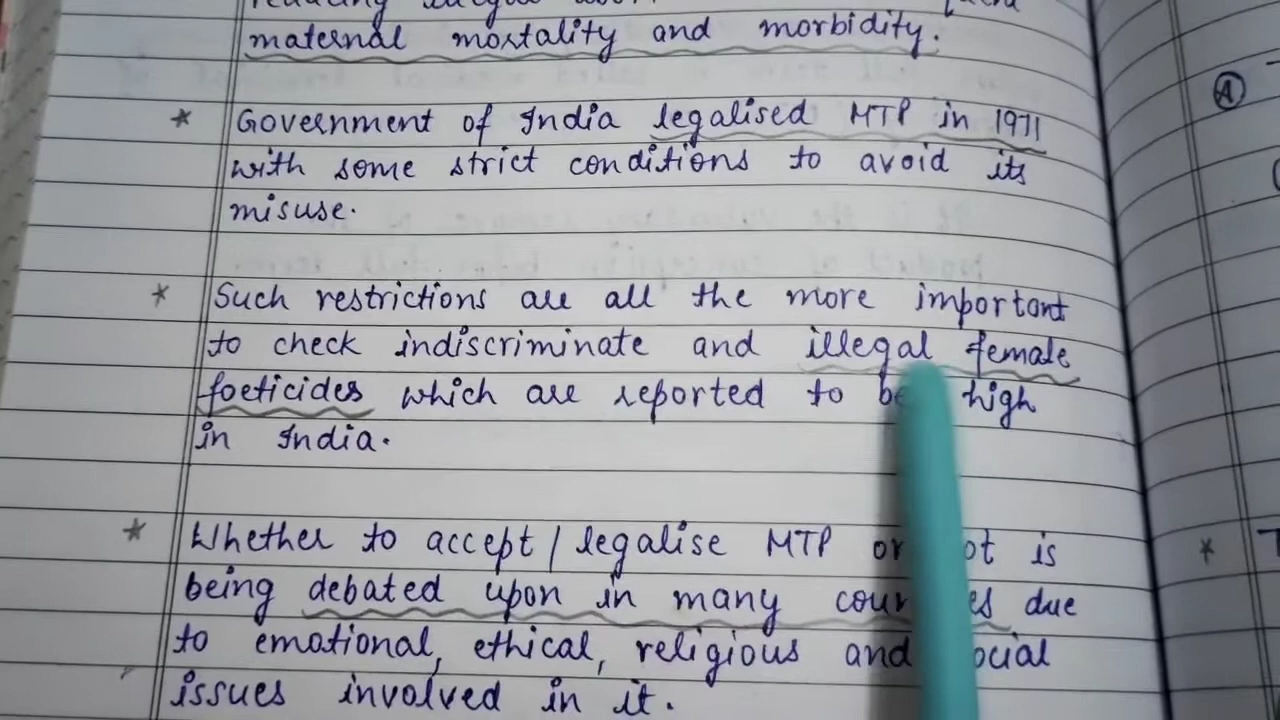 maternal mortality and morbidity.
* Government of India legalised MTP in 1971
with some strict conditions to avoid its
misuse.
* Such restrictions are all the more important
to check indiscriminate and illegal female
foeticides which are reported to be high
in India.
* Whether to accept / legalise MTP or is
being debated upon in many due
to emotional, ethical, religious and
issues involved in it.
A
*